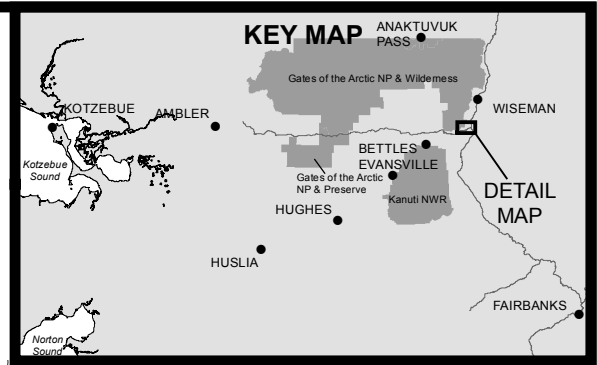 KEY MAP
ANAKTUVUK
PASS
Gates of the Arctic NP & Wilderness
KOTZEBUE
AMBLER
WISEMAN
Kotzebue
Sound
BETTLES
EVANSVILLE
Gates of the Arctic
NP & Preserve
Kanuti NWR
DETAIL
MAP
HUGHES
HUSLIA
FAIRBANKS
Norton
Sound